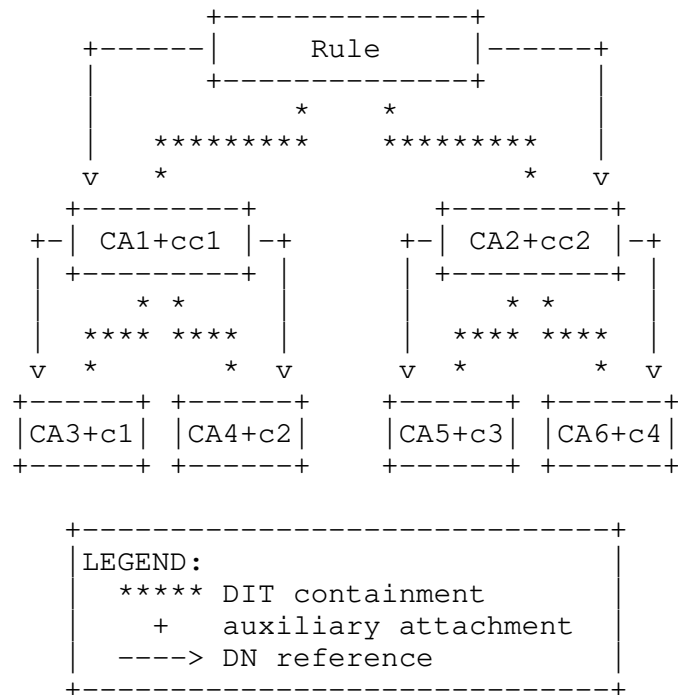 Rule
CA1+cc1 CA2+cc2
CA3+c1 CA4+c2 CA5+c3 CA6+c4
LEGEND:
***** DIT containment
+ auxiliary attachment
----> DN reference